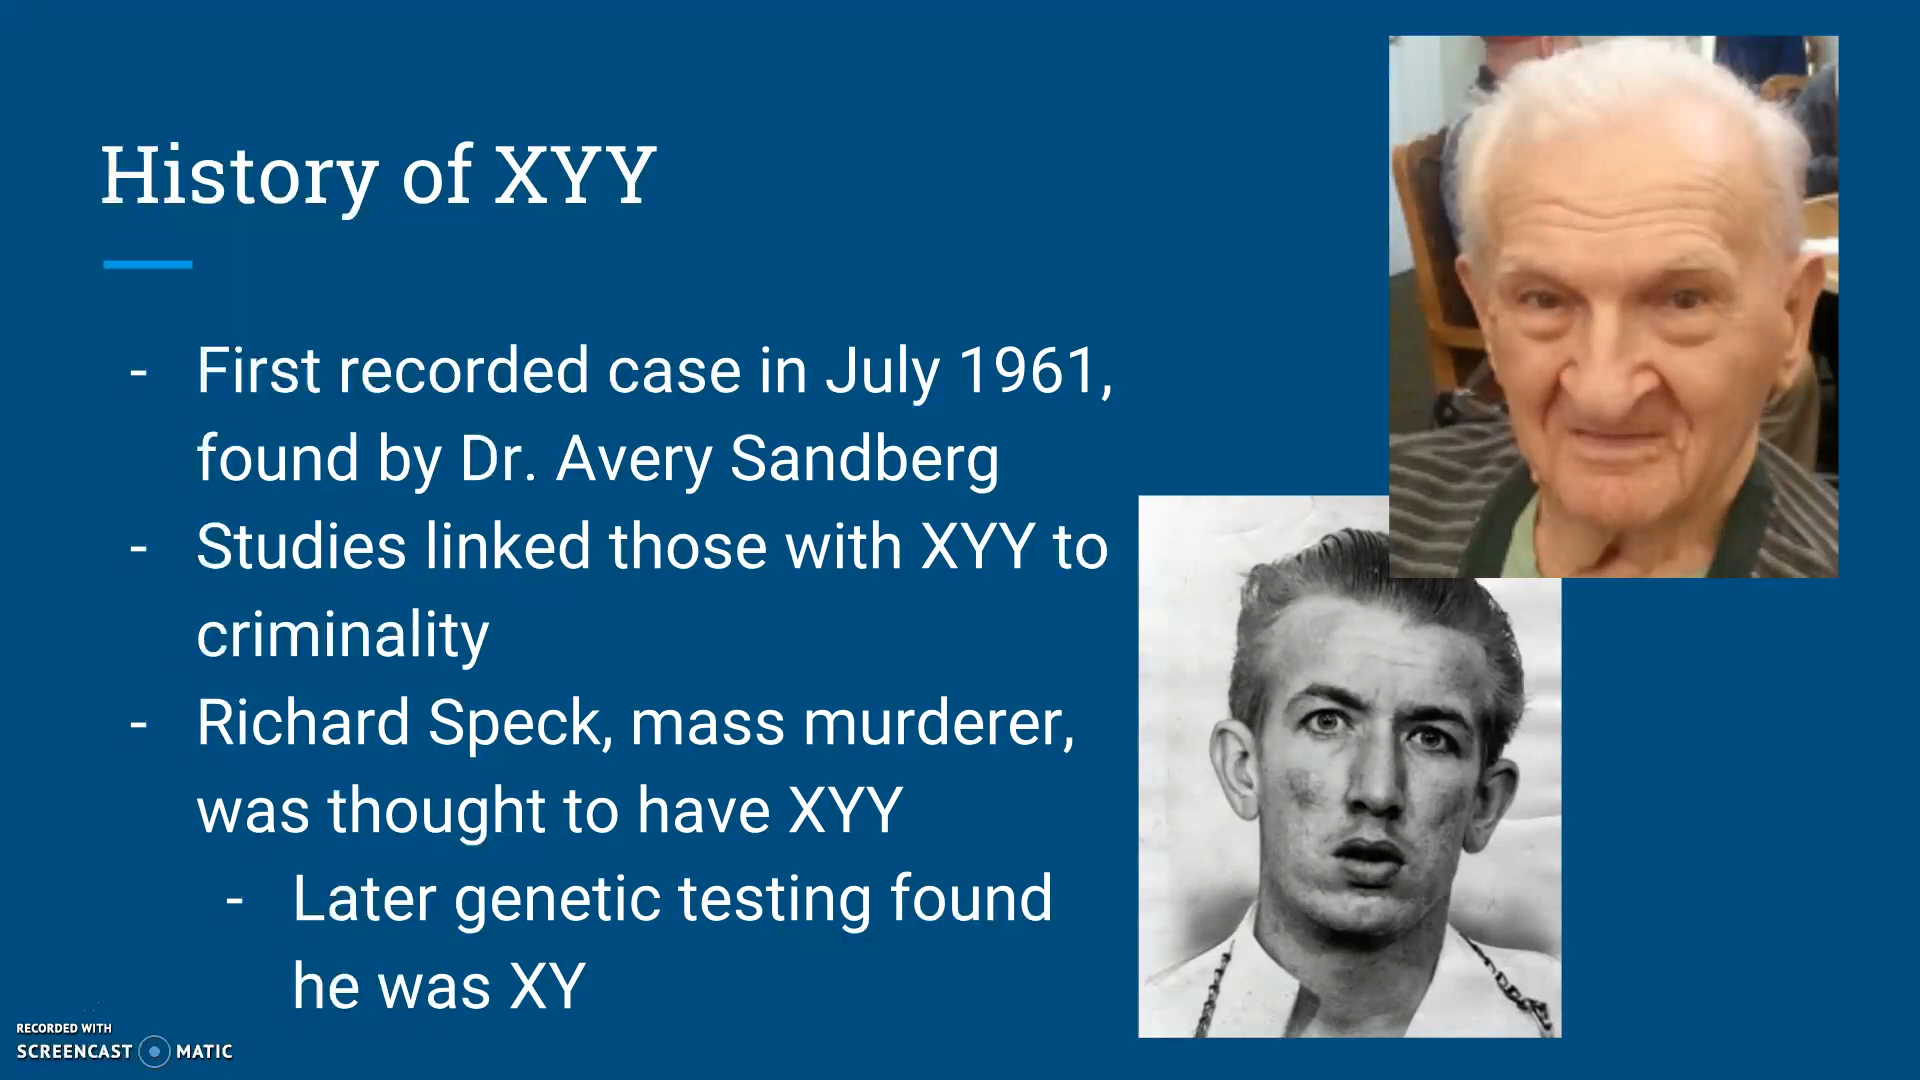 History of XYY
- First recorded case in July 1961,
found by Dr. Avery Sandberg
- Studies linked those with XYY to
criminality
- Richard Speck, mass murderer,
was thought to have XYY
- Later genetic testing found
he was XY
RECORDED WITH
SCREENCAST MATIC